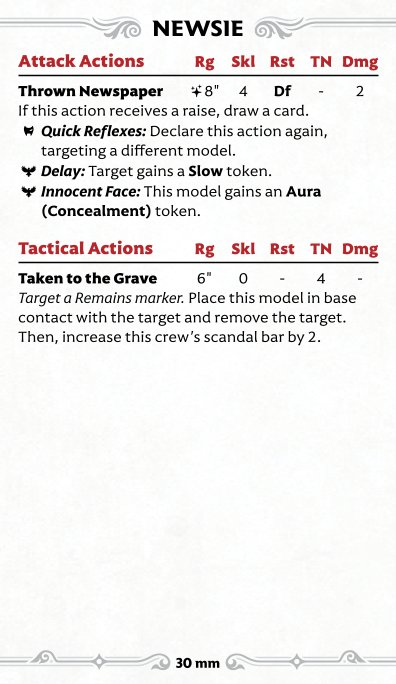 NEWSIE
Attack Actions Rg Skl Rst TN Dmg
Thrown Newspaper 8" 4 Df - 2
If this action receives a raise, draw a card.
Quick Reflexes: Declare this action again,
targeting a different model.
Delay: Target gains a Slow token.
Innocent Face: This model gains an Aura
(Concealment) token.
Tactical Actions Rg Skl Rst TN Dmg
Taken to the Grave 6" 0 - 4 -
Target a Remains marker. Place this model in base
contact with the target and remove the target.
Then, increase this crew's scandal bar by 2.
30 mm